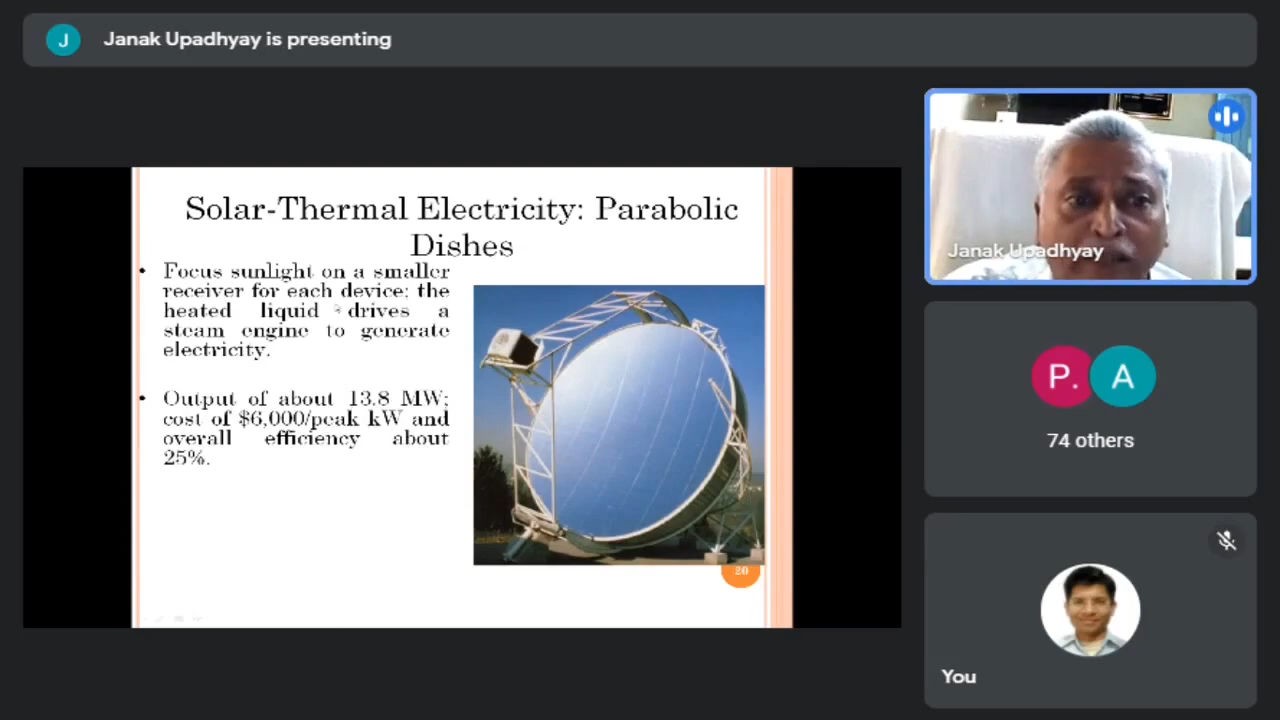 J
Janak Upadhyay is presenting
Solar-Thermal Electricity: Parabolic
Dishes
• Focus sunlight on a smaller
receiver for each device; the
heated liquid drives a
steam engine to generate
electricity.
• Output of about 13.8 MW;
cost of $6,000/peak kW and
overall efficiency about
25%.
20
Janak Upadhyay
P. A
74 others
You